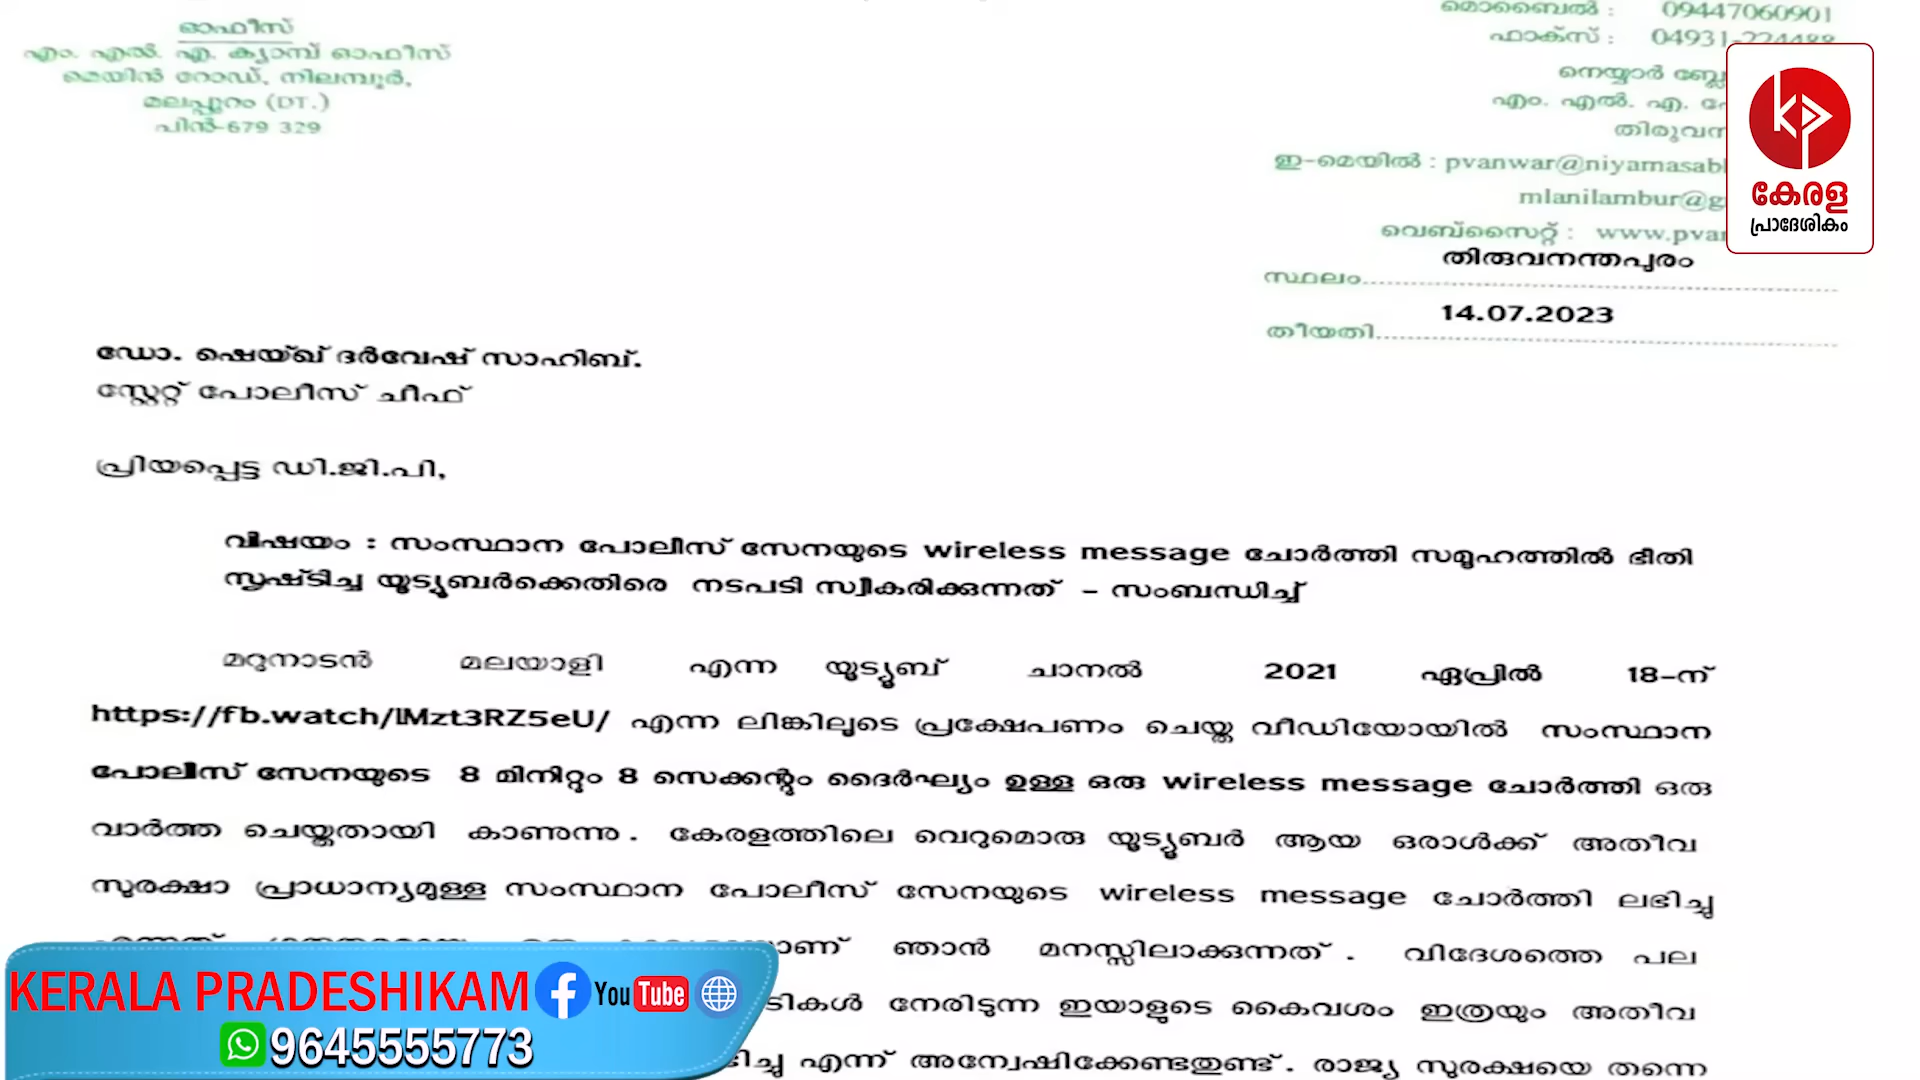 ഓഫീസ്
എം. എൽ. എ. ക്യാമ്പ് ഓഫീസ്
മെയിൻ റോഡ്, നിലമ്പൂർ,
മലപ്പുറം (DT.)
പിൻ-679 329
മൊബൈൽ : 09447060901
ഫാക്സ് : 04931-224488
നെയ്യാർ
എം. എൽ. എ.
ഇ-മെയിൽ : pvanwar@niyamasab
mlanilambur@g
വെബ്സൈറ്റ് : www.pva
കേരള
പ്രാദേശികം
സ്ഥലം തിരുവനന്തപുരം
തീയതി 14.07.2023
ഡോ. ഷെയ്ഖ് ദർവേഷ് സാഹിബ്.
സ്റ്റേറ്റ് പോലീസ് ചീഫ്
പ്രിയപ്പെട്ട ഡി.ജി.പി,
വിഷയം : സംസ്ഥാന പോലീസ് സേനയുടെ wireless message ചോർത്തി സമൂഹത്തിൽ ഭീതി
സൃഷ്ടിച്ച യൂട്യൂബർക്കെതിരെ നടപടി സ്വീകരിക്കുന്നത് - സംബന്ധിച്ച്
മറുനാടൻ മലയാളി എന്ന യൂട്യൂബ് ചാനൽ 2021 ഏപ്രിൽ 18-ന്
https://fb.watch/lMzt3RZ5eU/ എന്ന ലിങ്കിലൂടെ പ്രക്ഷേപണം ചെയ്ത വീഡിയോയിൽ സംസ്ഥാന
പോലീസ് സേനയുടെ 8 മിനിറ്റും 8 സെക്കന്റും ദൈർഘ്യം ഉള്ള ഒരു wireless message ചോർത്തി ഒരു
വാർത്ത ചെയ്തതായി കാണുന്നു. കേരളത്തിലെ വെറുമൊരു യൂട്യൂബർ ആയ ഒരാൾക്ക് അതീവ
സുരക്ഷാ പ്രാധാന്യമുള്ള സംസ്ഥാന പോലീസ് സേനയുടെ wireless message ചോർത്തി ലഭിച്ചു
ഞാൻ മനസ്സിലാക്കുന്നത്. വിദേശത്തെ പല
നേരിടുന്ന ഇയാളുടെ കൈവശം ഇത്രയും അതീവ
എന്ന് അന്വേഷിക്കേണ്ടതുണ്ട്. രാജ്യ സുരക്ഷയെ തന്നെ
KERALA PRADESHIKAM YouTube
9645555773